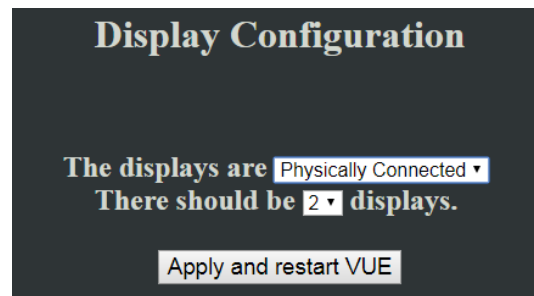 Display Configuration
The displays are Physically Connected
There should be 2 displays.
Apply and restart VUE